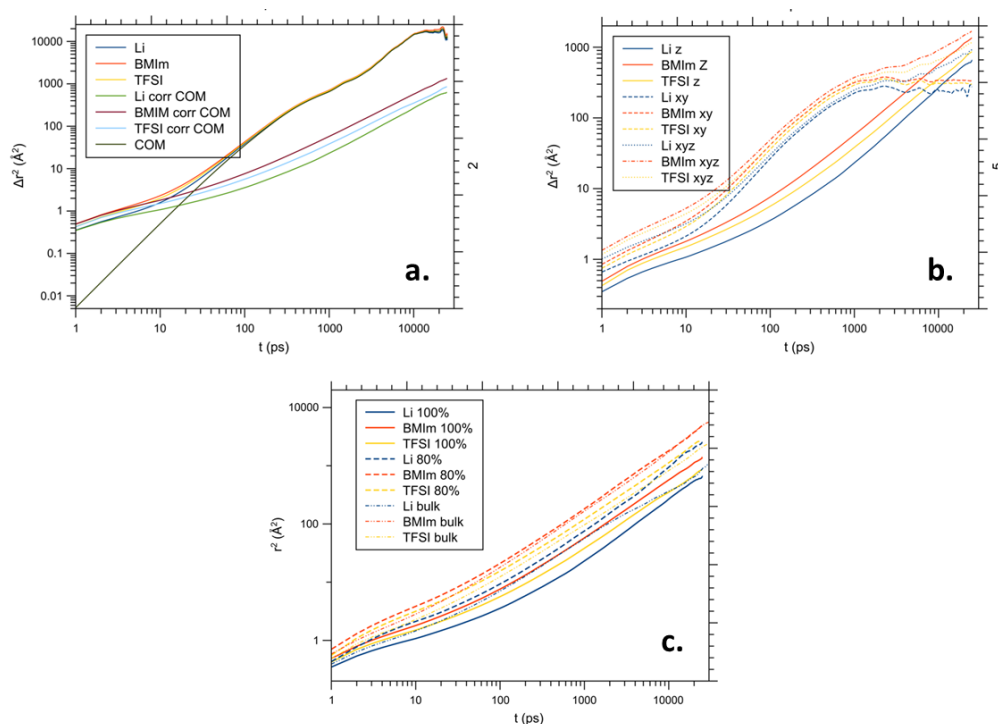 10000
1000
100
10
1
0.1
0.01
Δr² (Å²)
Li
BMIm
TFSI
Li corr COM
BMIM corr COM
TFSI corr COM
COM
2
a.
1
10
100
1000
10000
t (ps)
1000
100
10
1
Δr² (Å²)
Li z
BMIm Z
TFSI z
Li xy
BMIm xy
TFSI xy
Li xyz
BMIm xyz
TFSI xyz
5
b.
1
10
100
1000
10000
t (ps)
10000
100
1
r² (Å²)
Li 100%
BMIm 100%
TFSI 100%
Li 80%
BMIm 80%
TFSI 80%
Li bulk
BMIm bulk
TFSI bulk
c.
1
10
100
1000
10000
t (ps)